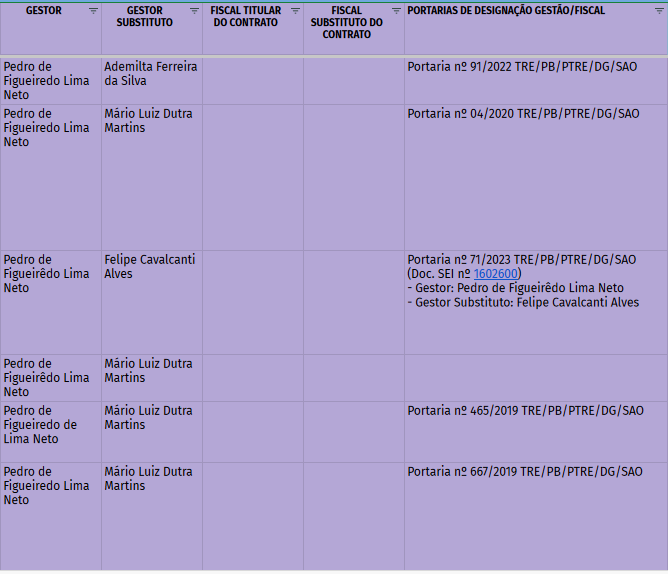 GESTOR
GESTOR
SUBSTITUTO
FISCAL TITULAR
DO CONTRATO
FISCAL
SUBSTITUTO DO
CONTRATO
PORTARIAS DE DESIGNAÇÃO GESTÃO/FISCAL
Pedro de
Figueiredo Lima
Neto
Ademilta Ferreira
da Silva
Portaria nº 91/2022 TRE/PB/PTRE/DG/SAO
Pedro de
Figueiredo Lima
Neto
Mário Luiz Dutra
Martins
Portaria nº 04/2020 TRE/PB/PTRE/DG/SAO
Pedro de
Figueirêdo Lima
Neto
Felipe Cavalcanti
Alves
Portaria nº 71/2023 TRE/PB/PTRE/DG/SAO
(Doc. SEI nº 1602600)
- Gestor: Pedro de Figueirêdo Lima Neto
- Gestor Substituto: Felipe Cavalcanti Alves
Pedro de
Figueirêdo Lima
Neto
Mário Luiz Dutra
Martins
Pedro de
Figueiredo de
Lima Neto
Mário Luiz Dutra
Martins
Portaria nº 465/2019 TRE/PB/PTRE/DG/SAO
Pedro de
Figueiredo Lima
Neto
Mário Luiz Dutra
Martins
Portaria nº 667/2019 TRE/PB/PTRE/DG/SAO